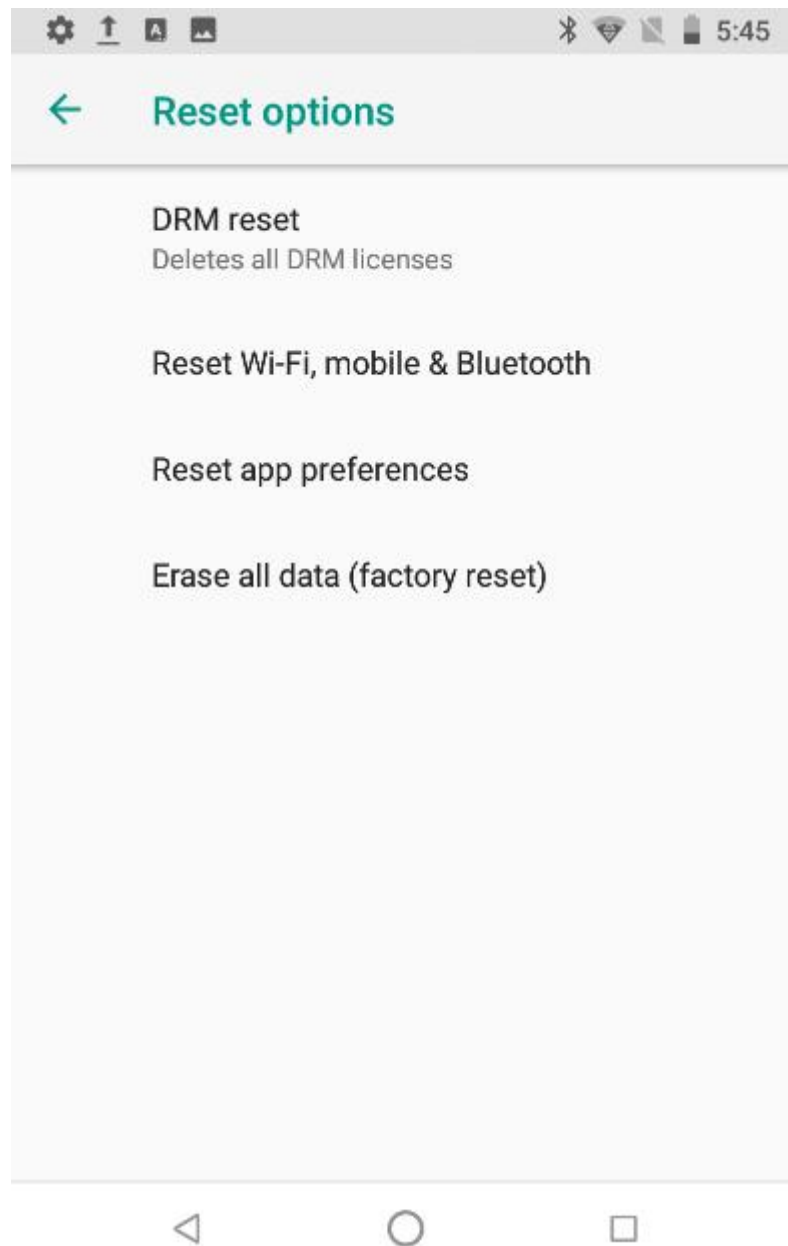 5:45
Reset options
DRM reset
Deletes all DRM licenses
Reset Wi-Fi, mobile & Bluetooth
Reset app preferences
Erase all data (factory reset)